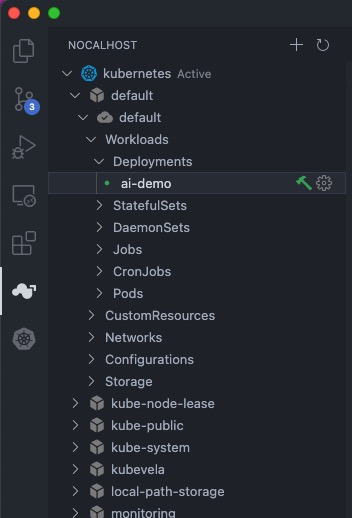 NOCALHOST
kubernetes Active
default
default
Workloads
Deployments
3
ai-demo
StatefulSets
DaemonSets
Jobs
CronJobs
Pods
CustomResources
Networks
Configurations
Storage
kube-node-lease
kube-public
kube-system
kubevela
local-path-storage
monitoring